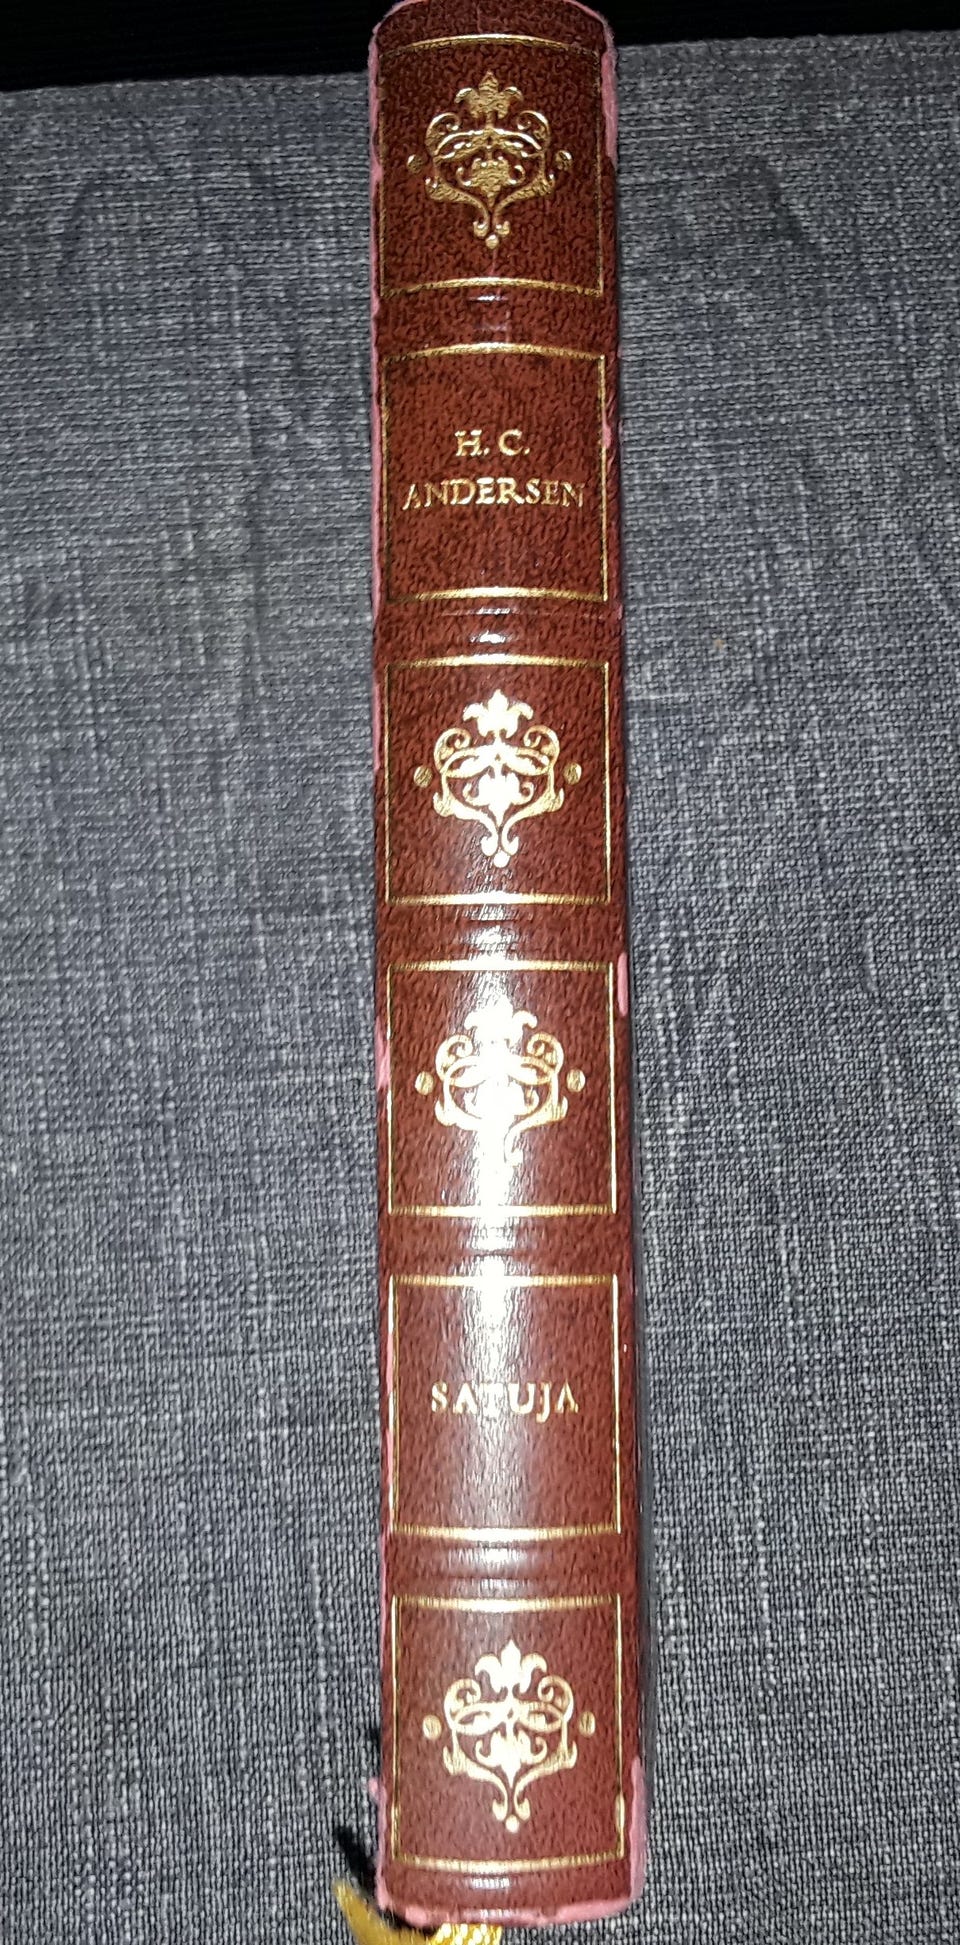 H. C.
ANDERSEN
SATUJA